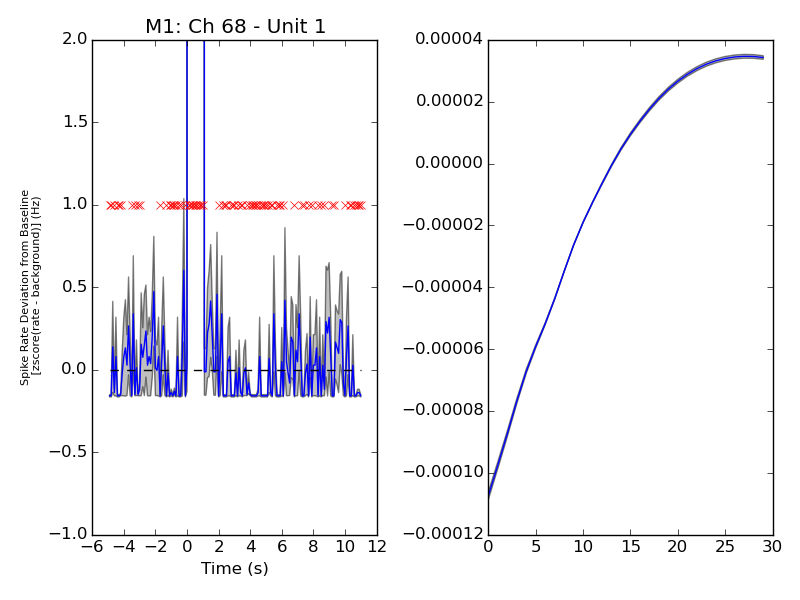 M1: Ch 68 - Unit 1
2.0
1.5
1.0
0.5
0.0
−0.5
−1.0
Spike Rate Deviation from Baseline
[zscore(rate - background)] (Hz)
−6 −4 −2 0 2 4 6 8 10 12
Time (s)
0.00004
0.00002
0.00000
−0.00002
−0.00004
−0.00006
−0.00008
−0.00010
−0.00012
0 5 10 15 20 25 30